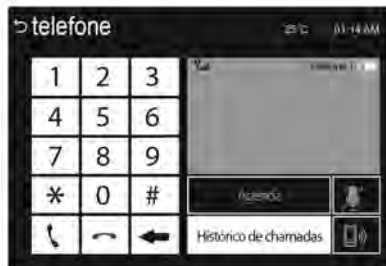 telefone
25°C 01:14 AM
1 2 3
4 5 6
7 8 9
* 0 #
Agenda
Histórico de chamadas